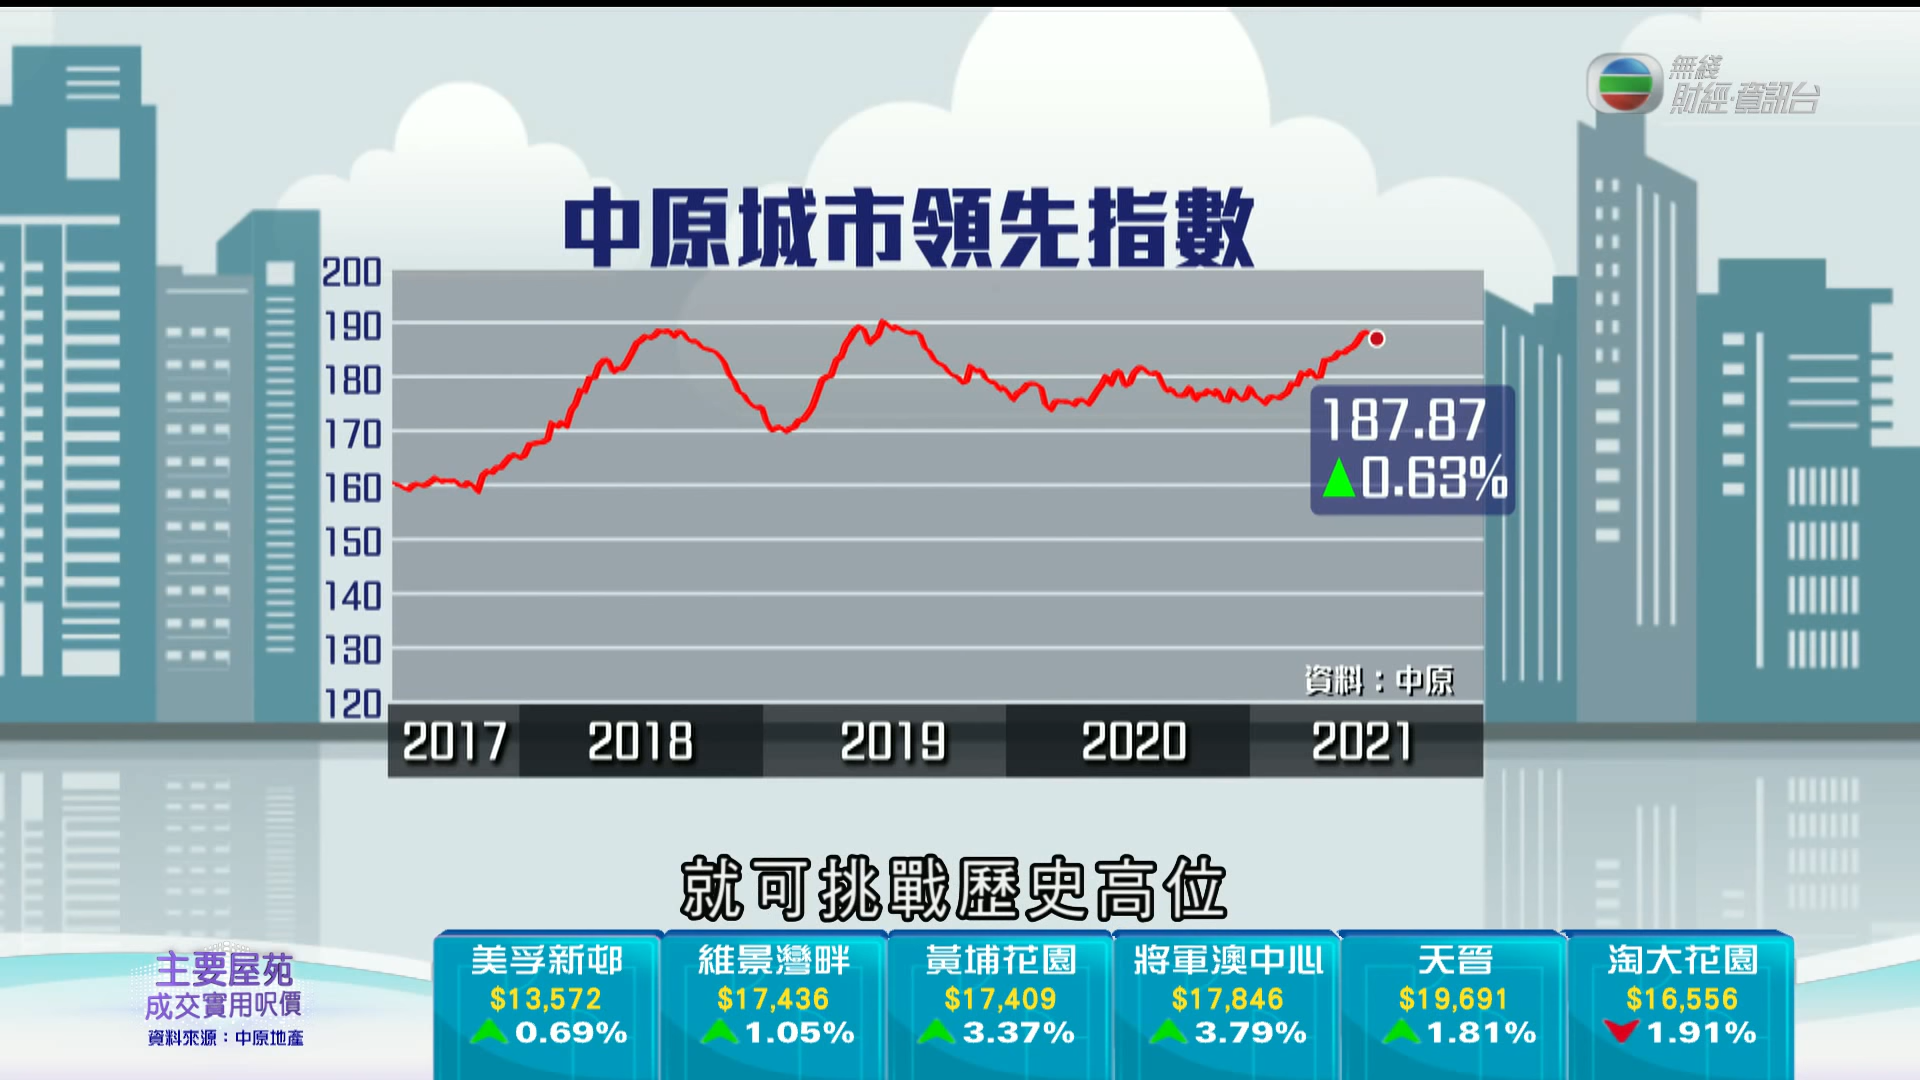 無綫
財經·資訊台
中原城市領先指數
200
190
180
170
160
150
140
130
120
187.87
0.63%
資料：中原
2017 2018 2019 2020 2021
就可挑戰歷史高位
主要屋苑
成交實用呎價
資料來源：中原地產
美孚新邨 維景灣畔 黃埔花園 將軍澳中心 天晉 淘大花園
$13,572 $17,436 $17,409 $17,846 $19,691 $16,556
0.69% 1.05% 3.37% 3.79% 1.81% 1.91%